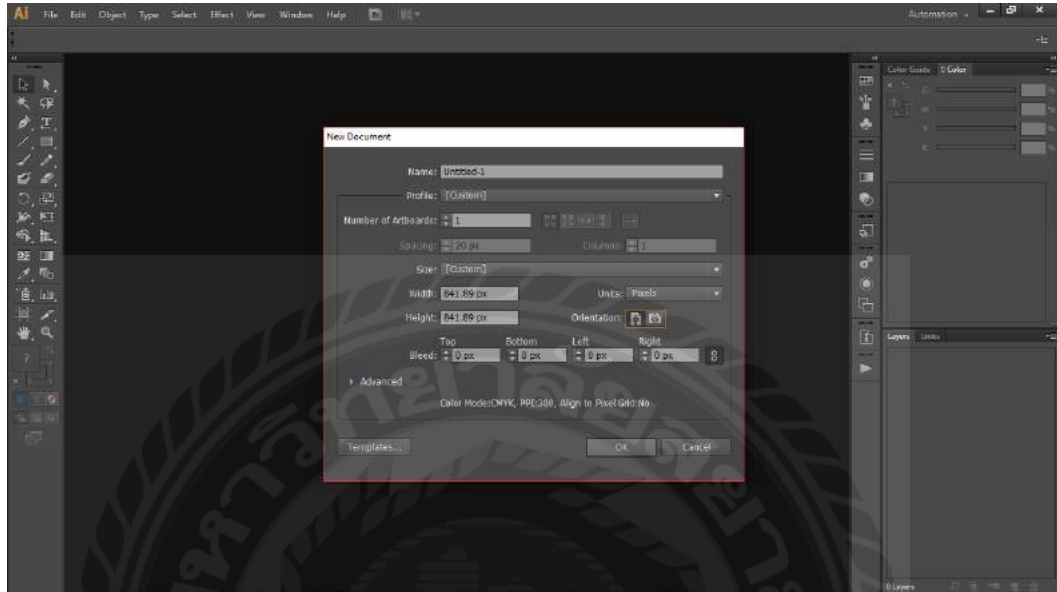 Ai File Edit Object Type Select Effect View Window Help Automation
Color Guide Color
New Document
Name: Untitled-1
Profile: [Custom]
Number of Artboards: 1
Spacing: 20 px Columns: 1
Size: [Custom]
Width: 841.89 px Units: Pixels
Height: 841.89 px Orientation:
Top Bottom Left Right
Bleed: 0 px 0 px 0 px 0 px
Advanced
Color Mode:CMYK, PPI:300, Align to Pixel Grid:No
Templates... OK Cancel
Layers Links
0 Layers